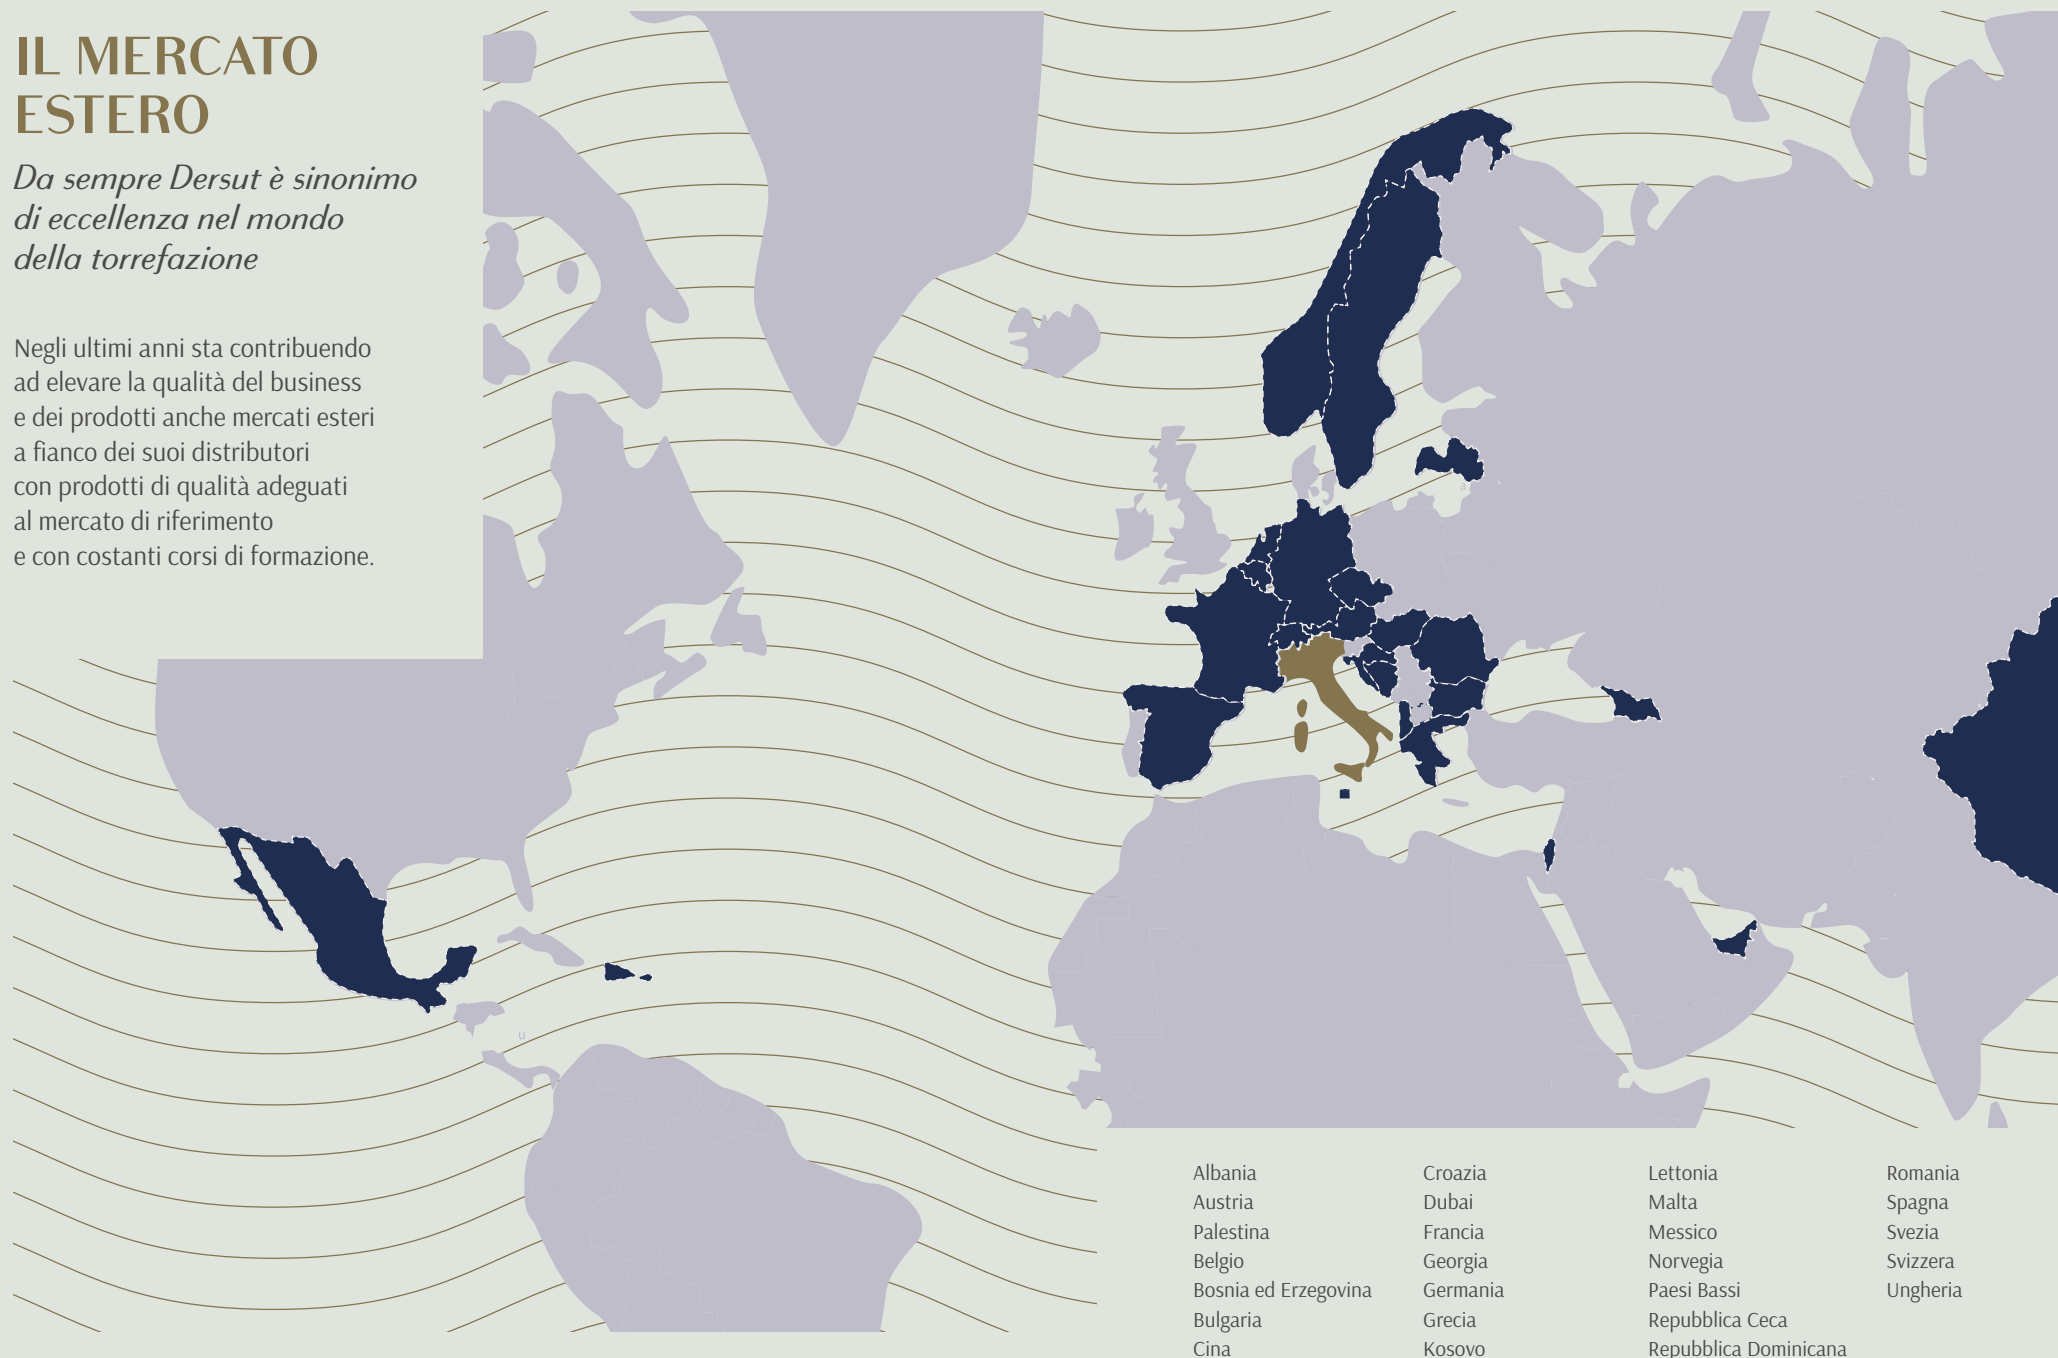 IL MERCATO
ESTERO
Da sempre Dersut è sinonimo
di eccellenza nel mondo
della torrefazione
Negli ultimi anni sta contribuendo
ad elevare la qualità del business
e dei prodotti anche mercati esteri
a fianco dei suoi distributori
con prodotti di qualità adeguati
al mercato di riferimento
e con costanti corsi di formazione.
a
u
Albania
Austria
Palestina
Belgio
Bosnia ed Erzegovina
Bulgaria
Cina
Croazia
Dubai
Francia
Georgia
Germania
Grecia
Kosovo
Lettonia
Malta
Messico
Norvegia
Paesi Bassi
Repubblica Ceca
Repubblica Dominicana
Romania
Spagna
Svezia
Svizzera
Ungheria